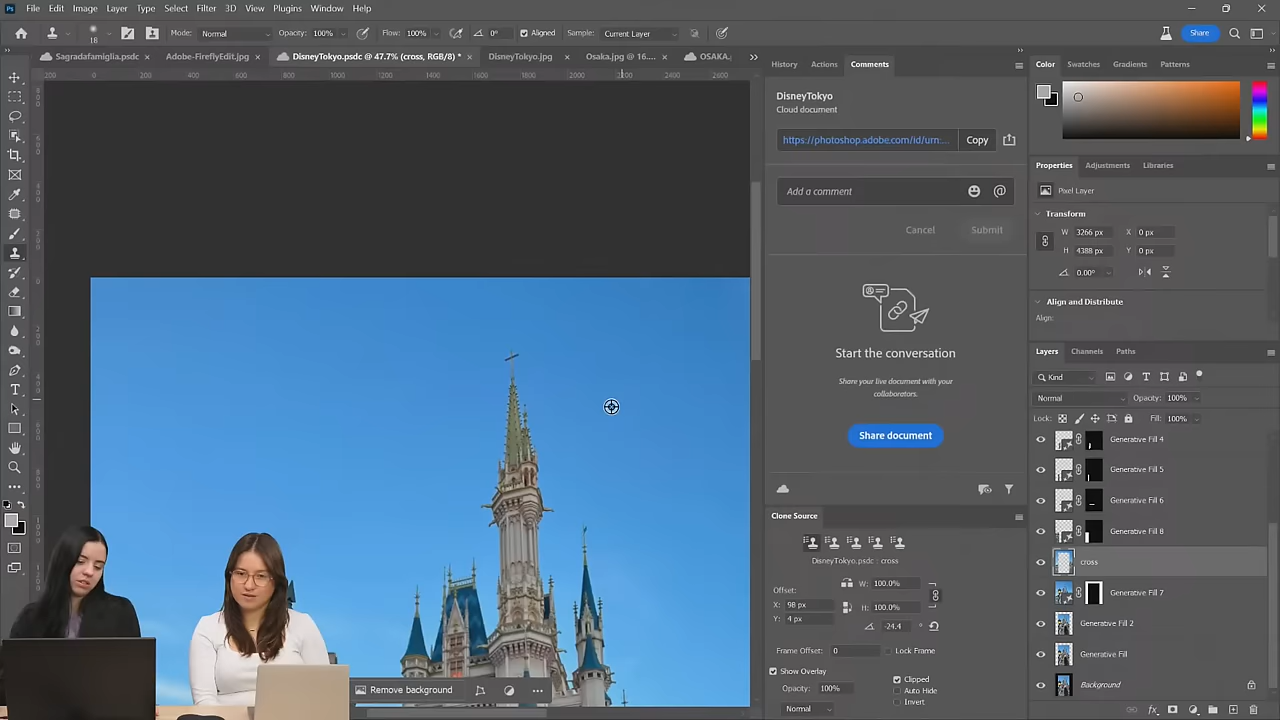 Ps File Edit Image Layer Type Select Filter 3D View Plugins Window Help
18 Mode: Normal Opacity: 100% Flow: 100% 0° Aligned Sample: Current Layer Share
Sagradafamiglia.psdc × Adobe-FireflyEdit.jpg × DisneyTokyo.psdc @ 47.7% (cross, RGB/8) * × DisneyTokyo.jpg × Osaka.jpg @ 16.... × OSAKA.
History Actions Comments
DisneyTokyo
Cloud document
https://photoshop.adobe.com/id/urn:... Copy
Add a comment
Cancel Submit
Start the conversation
Share your live document with your
collaborators.
Share document
Clone Source
DisneyTokyo.psdc : cross
Offset: W: 100.0%
X: 98 px H: 100.0%
Y: 4 px -24.4 °
Frame Offset: 0 Lock Frame
Show Overlay
Opacity: 100% Clipped
Auto Hide
Normal Invert
Color Swatches Gradients Patterns
Properties Adjustments Libraries
Pixel Layer
Transform
W 3266 px X 0 px
H 4388 px Y 0 px
0.00°
Align and Distribute
Align:
Layers Channels Paths
Kind
Normal Opacity: 100%
Lock: Fill: 100%
Generative Fill 4
Generative Fill 5
Generative Fill 6
Generative Fill 8
cross
Generative Fill 7
Generative Fill 2
Generative Fill
Background
Remove background